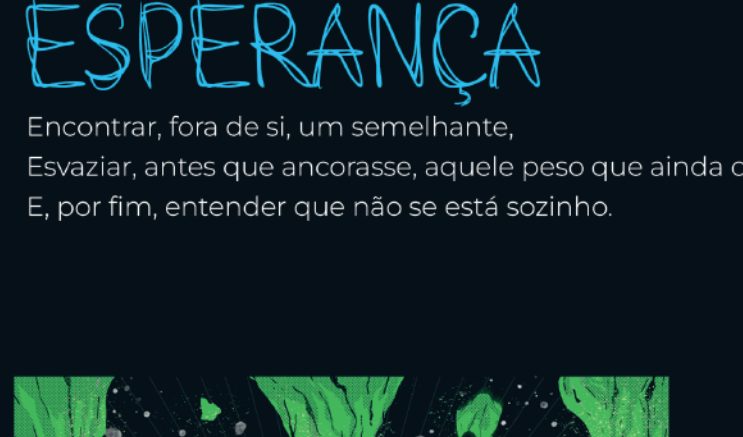 ESPERANÇA
Encontrar, fora de si, um semelhante,
Esvaziar, antes que ancorasse, aquele peso que ainda
E, por fim, entender que não se está sozinho.